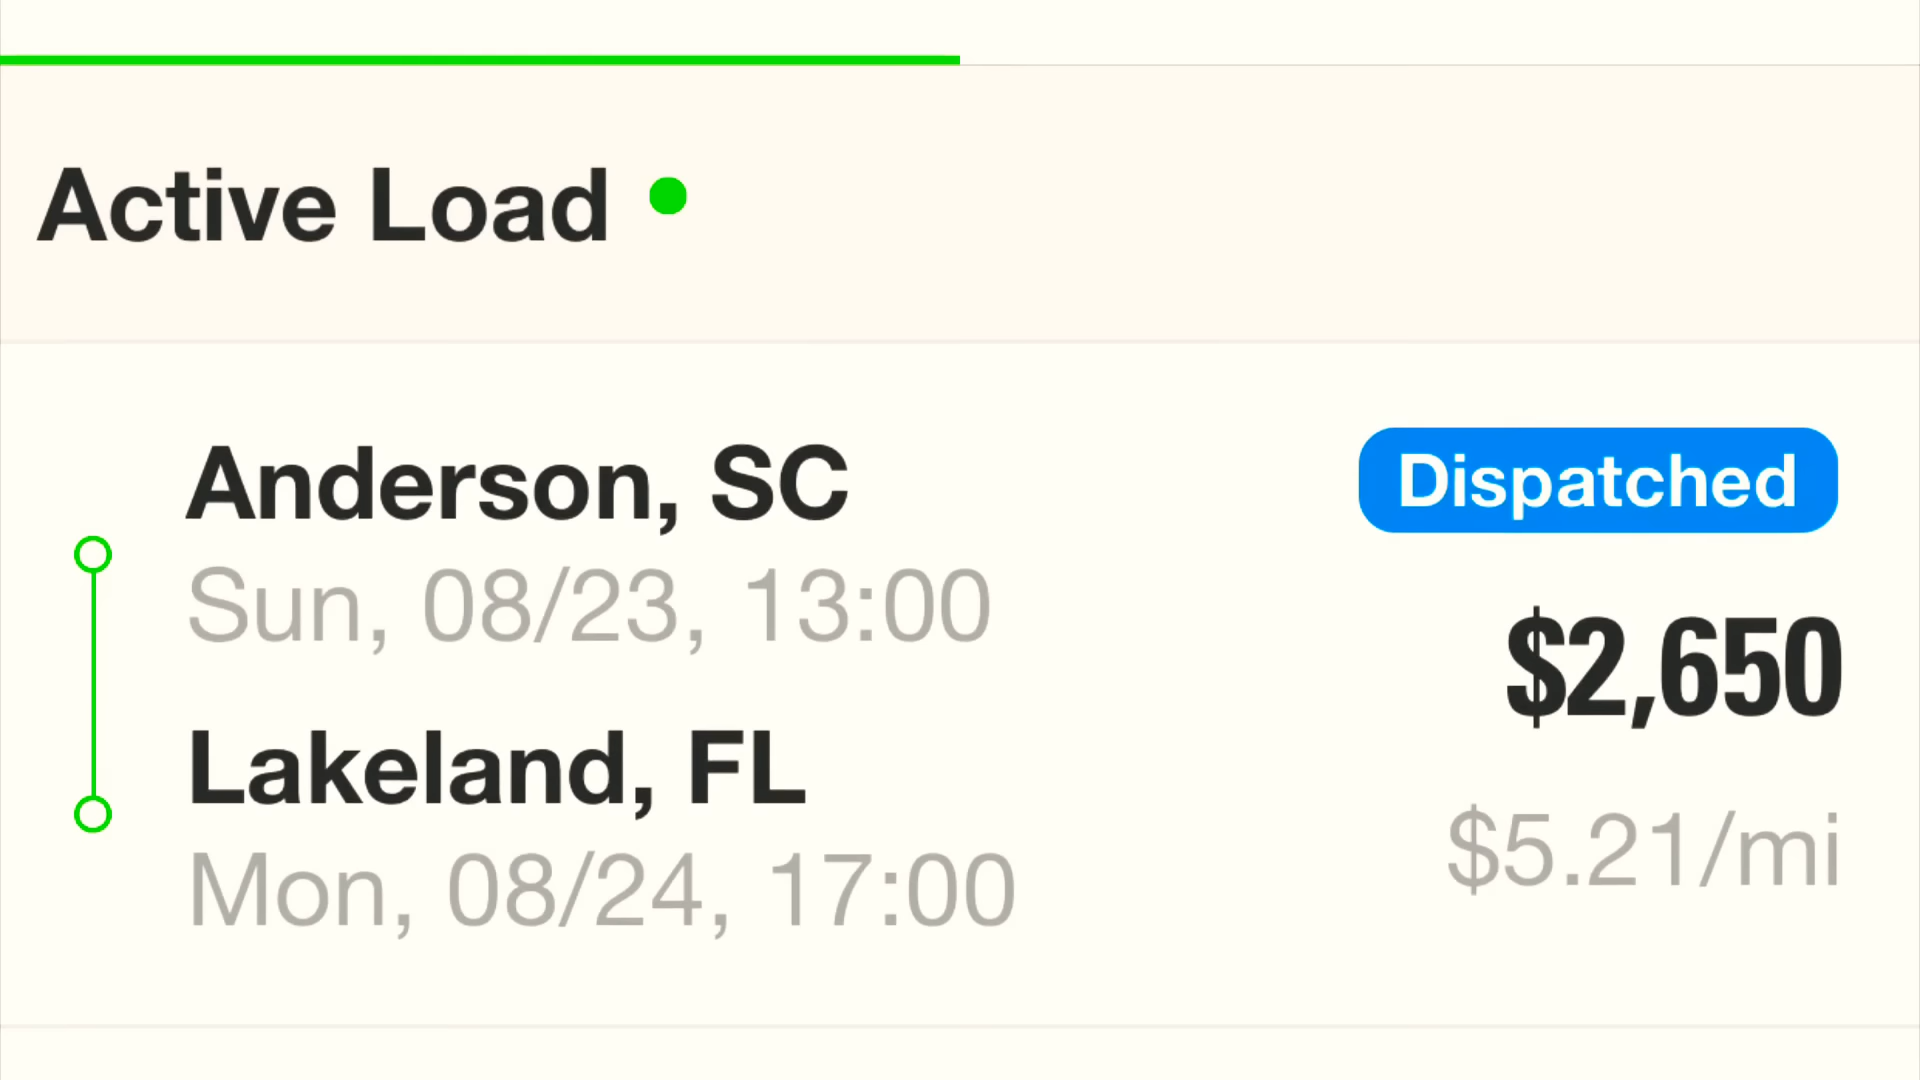 Active Load
Anderson, SC
Sun, 08/23, 13:00
Lakeland, FL
Mon, 08/24, 17:00
Dispatched
$2,650
$5.21/mi